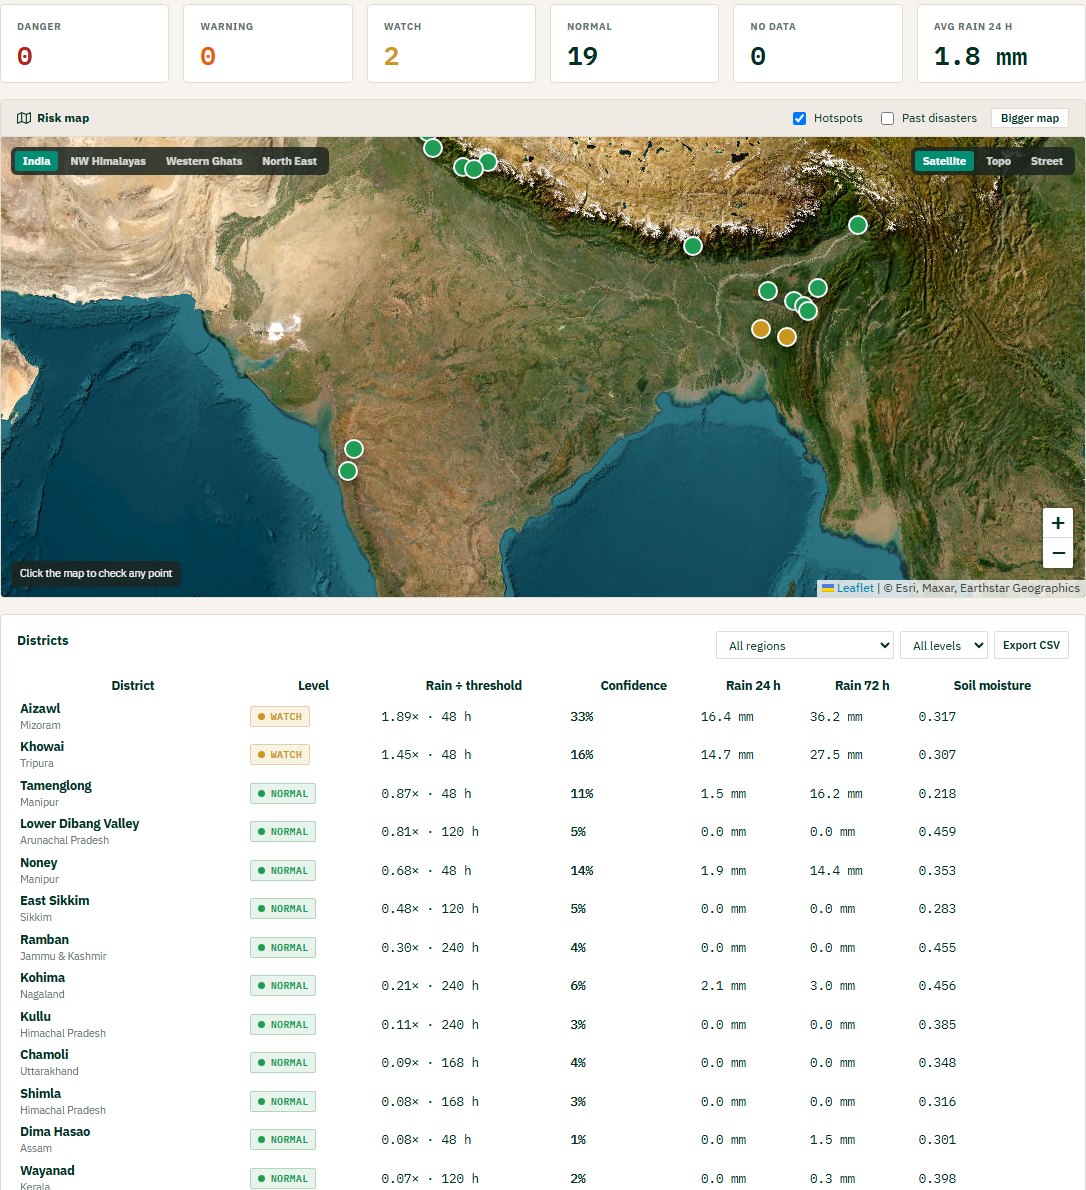 DANGER WARNING WATCH NORMAL NO DATA AVG RAIN 24 H
0 0 2 19 0 1.8 mm
Risk map Hotspots Past disasters Bigger map
India NW Himalayas Western Ghats North East Satellite Topo Street
+
−
Click the map to check any point
Leaflet | © Esri, Maxar, Earthstar Geographics
Districts All regions All levels Export CSV
District Level Rain ÷ threshold Confidence Rain 24 h Rain 72 h Soil moisture
Aizawl
Mizoram
WATCH 1.89× · 48 h 33% 16.4 mm 36.2 mm 0.317
Khowai
Tripura
WATCH 1.45× · 48 h 16% 14.7 mm 27.5 mm 0.307
Tamenglong
Manipur
NORMAL 0.87× · 48 h 11% 1.5 mm 16.2 mm 0.218
Lower Dibang Valley
Arunachal Pradesh
NORMAL 0.81× · 120 h 5% 0.0 mm 0.0 mm 0.459
Noney
Manipur
NORMAL 0.68× · 48 h 14% 1.9 mm 14.4 mm 0.353
East Sikkim
Sikkim
NORMAL 0.48× · 120 h 5% 0.0 mm 0.0 mm 0.283
Ramban
Jammu & Kashmir
NORMAL 0.30× · 240 h 4% 0.0 mm 0.0 mm 0.455
Kohima
Nagaland
NORMAL 0.21× · 240 h 6% 2.1 mm 3.0 mm 0.456
Kullu
Himachal Pradesh
NORMAL 0.11× · 240 h 3% 0.0 mm 0.0 mm 0.385
Chamoli
Uttarakhand
NORMAL 0.09× · 168 h 4% 0.0 mm 0.0 mm 0.348
Shimla
Himachal Pradesh
NORMAL 0.08× · 168 h 3% 0.0 mm 0.0 mm 0.316
Dima Hasao
Assam
NORMAL 0.08× · 48 h 1% 0.0 mm 1.5 mm 0.301
Wayanad
Kerala
NORMAL 0.07× · 120 h 2% 0.0 mm 0.3 mm 0.398